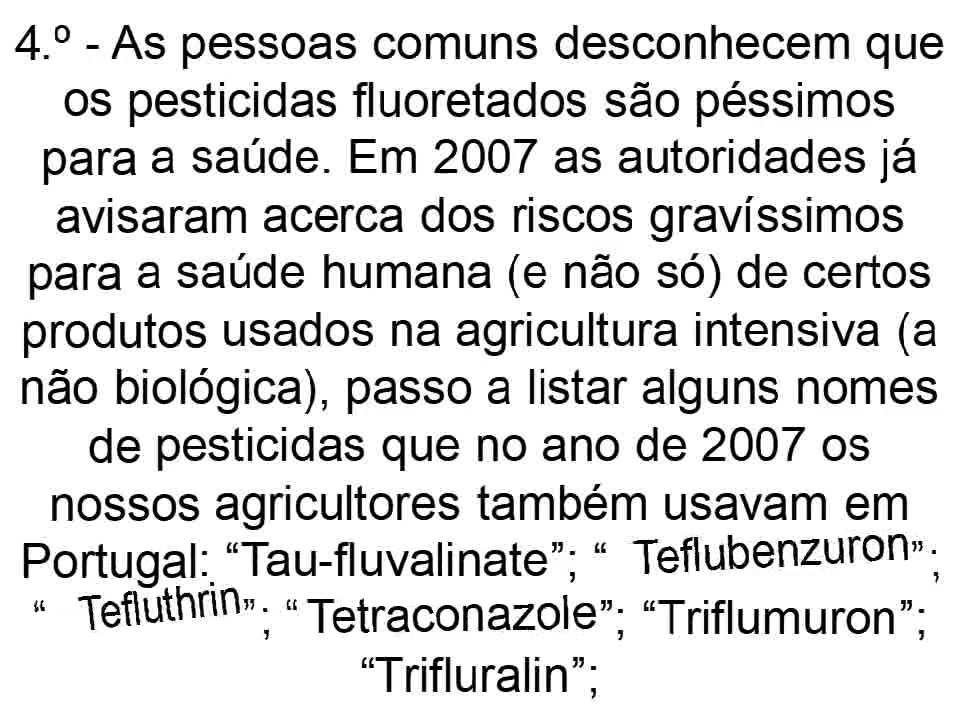 4.º - As pessoas comuns desconhecem que
os pesticidas fluoretados são péssimos
para a saúde. Em 2007 as autoridades já
avisaram acerca dos riscos gravíssimos
para a saúde humana (e não só) de certos
produtos usados na agricultura intensiva (a
não biológica), passo a listar alguns nomes
de pesticidas que no ano de 2007 os
nossos agricultores também usavam em
Portugal: “Tau-fluvalinate”; “ Teflubenzuron”;
“ Tefluthrin”; “Tetraconazole”; “Triflumuron”;
“Trifluralin”;